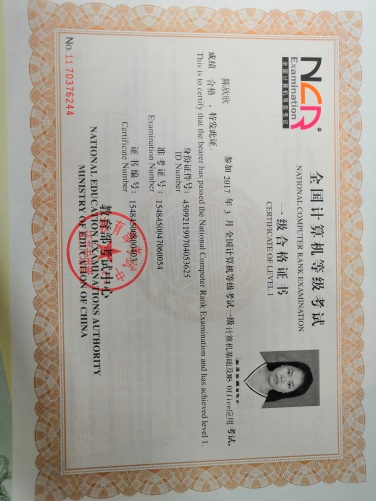 NCR
Examination
全国计算机等级考试
NATIONAL COMPUTER RANK EXAMINATION
一级合格证书
CERTIFICATE OF LEVEL 1
陈欣欣 参加 2017 年 3 月 全国计算机等级考试一级 计算机基础及MS Office应用 考试,
成绩 合格 ,特发此证.
This is to certify that the bearer has passed the National Computer Rank Examination and has achieved level 1.
身份证件号: 450921199704053625
ID Number
准 考 证 号: 1548450047060054
Examination Number
证 书 编 号:
Certificate Number
教育部考试中心
NATIONAL EDUCATION EXAMINATIONS AUTHORITY
MINISTRY OF EDUCATION OF CHINA
No. 1170376244